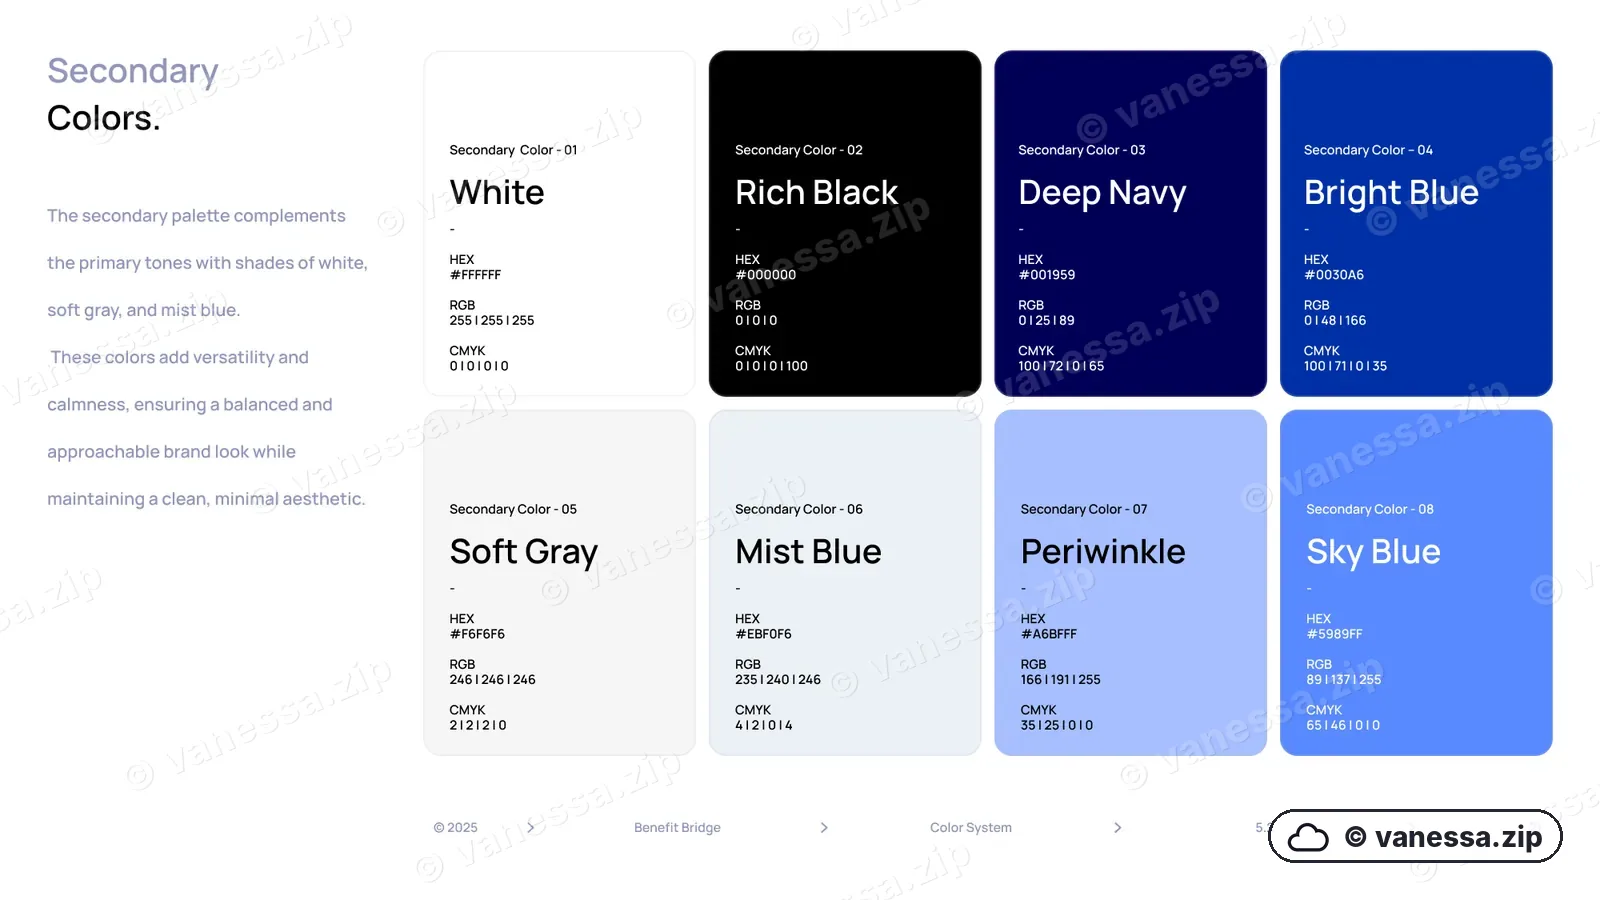 Secondary
Colors.
The secondary palette complements
the primary tones with shades of white,
soft gray, and mist blue.
These colors add versatility and
calmness, ensuring a balanced and
approachable brand look while
maintaining a clean, minimal aesthetic.
Secondary Color - 01
White
-
HEX
#FFFFFF
RGB
255 | 255 | 255
CMYK
0 | 0 | 0 | 0
Secondary Color - 02
Rich Black
-
HEX
#000000
RGB
0 | 0 | 0
CMYK
0 | 0 | 0 | 100
Secondary Color - 03
Deep Navy
-
HEX
#001959
RGB
0 | 25 | 89
CMYK
100 | 72 | 0 | 65
Secondary Color - 04
Bright Blue
-
HEX
#0030A6
RGB
0 | 48 | 166
CMYK
100 | 71 | 0 | 35
Secondary Color - 05
Soft Gray
-
HEX
#F6F6F6
RGB
246 | 246 | 246
CMYK
2 | 2 | 2 | 0
Secondary Color - 06
Mist Blue
-
HEX
#EBF0F6
RGB
235 | 240 | 246
CMYK
4 | 2 | 0 | 4
Secondary Color - 07
Periwinkle
-
HEX
#A6BFFF
RGB
166 | 191 | 255
CMYK
35 | 25 | 0 | 0
Secondary Color - 08
Sky Blue
-
HEX
#5989FF
RGB
89 | 137 | 255
CMYK
65 | 46 | 0 | 0
© 2025 > Benefit Bridge > Color System >
© vanessa.zip